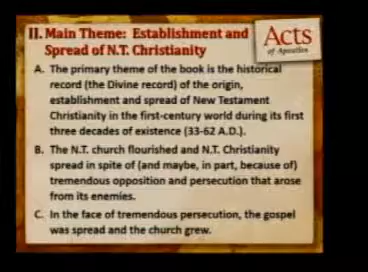 II. Main Theme: Establishment and
Spread of N.T. Christianity
Acts
of Apostles
A. The primary theme of the book is the historical
record (the Divine record) of the origin,
establishment and spread of New Testament
Christianity in the first-century world during its first
three decades of existence (33-62 A.D.).
B. The N.T. church flourished and N.T. Christianity
spread in spite of (and maybe, in part, because of)
tremendous opposition and persecution that arose
from its enemies.
C. In the face of tremendous persecution, the gospel
was spread and the church grew.